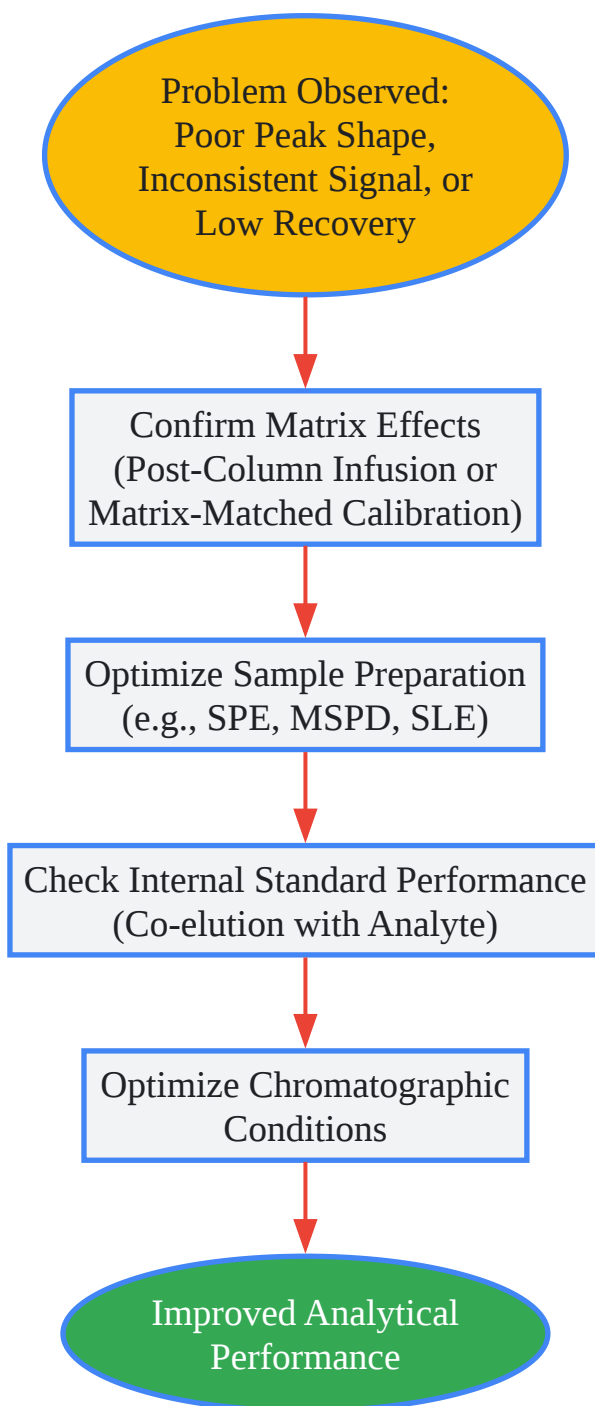 Problem Observed:
Poor Peak Shape,
Inconsistent Signal, or
Low Recovery
Confirm Matrix Effects
(Post-Column Infusion or
Matrix-Matched Calibration)
Optimize Sample Preparation
(e.g., SPE, MSPD, SLE)
Check Internal Standard Performance
(Co-elution with Analyte)
Optimize Chromatographic
Conditions
Improved Analytical
Performance